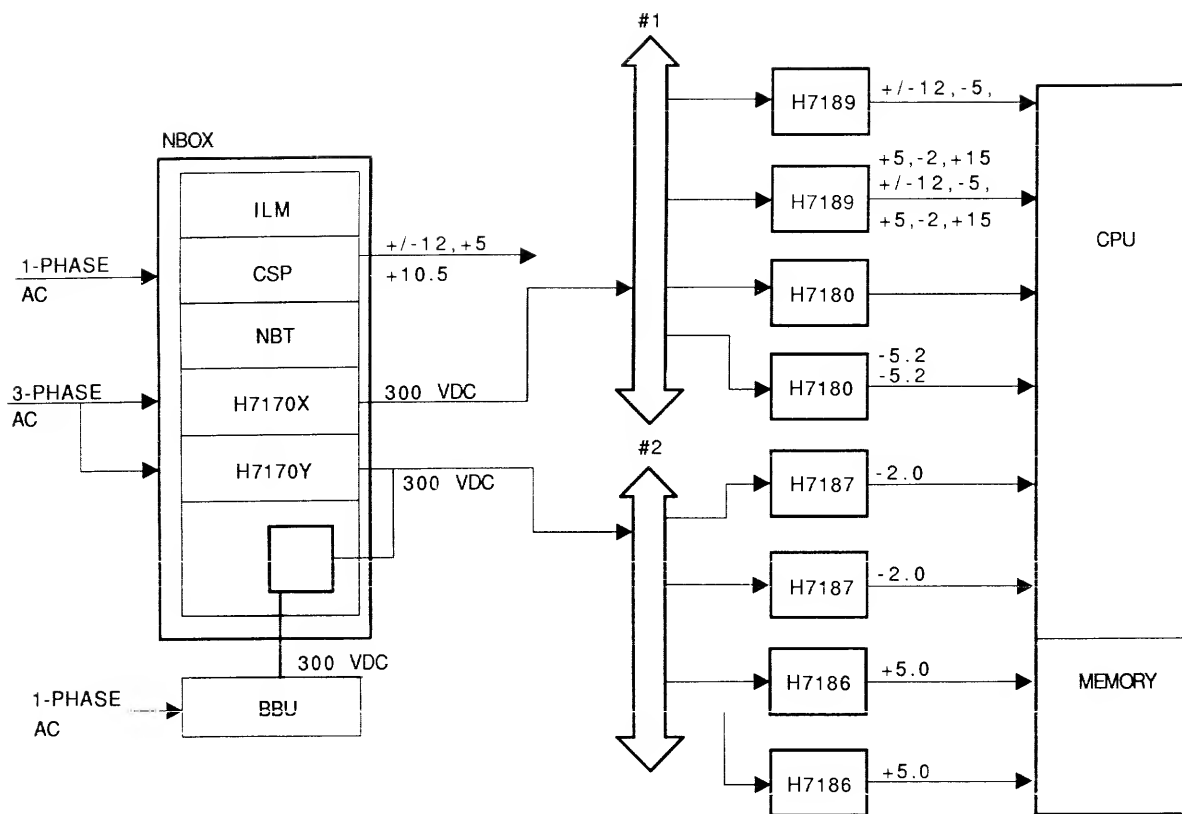 NBOX
ILM
CSP
NBT
H7170X
H7170Y
1-PHASE
AC
3-PHASE
AC
+/-12,+5
+10.5
300 VDC
300 VDC
300 VDC
1-PHASE
AC
BBU
#1
#2
H7189
+/-12,-5,
+5,-2,+15
H7189
+/-12,-5,
+5,-2,+15
H7180
-5.2
H7180
-5.2
H7187
-2.0
H7187
-2.0
H7186
+5.0
H7186
+5.0
CPU
MEMORY